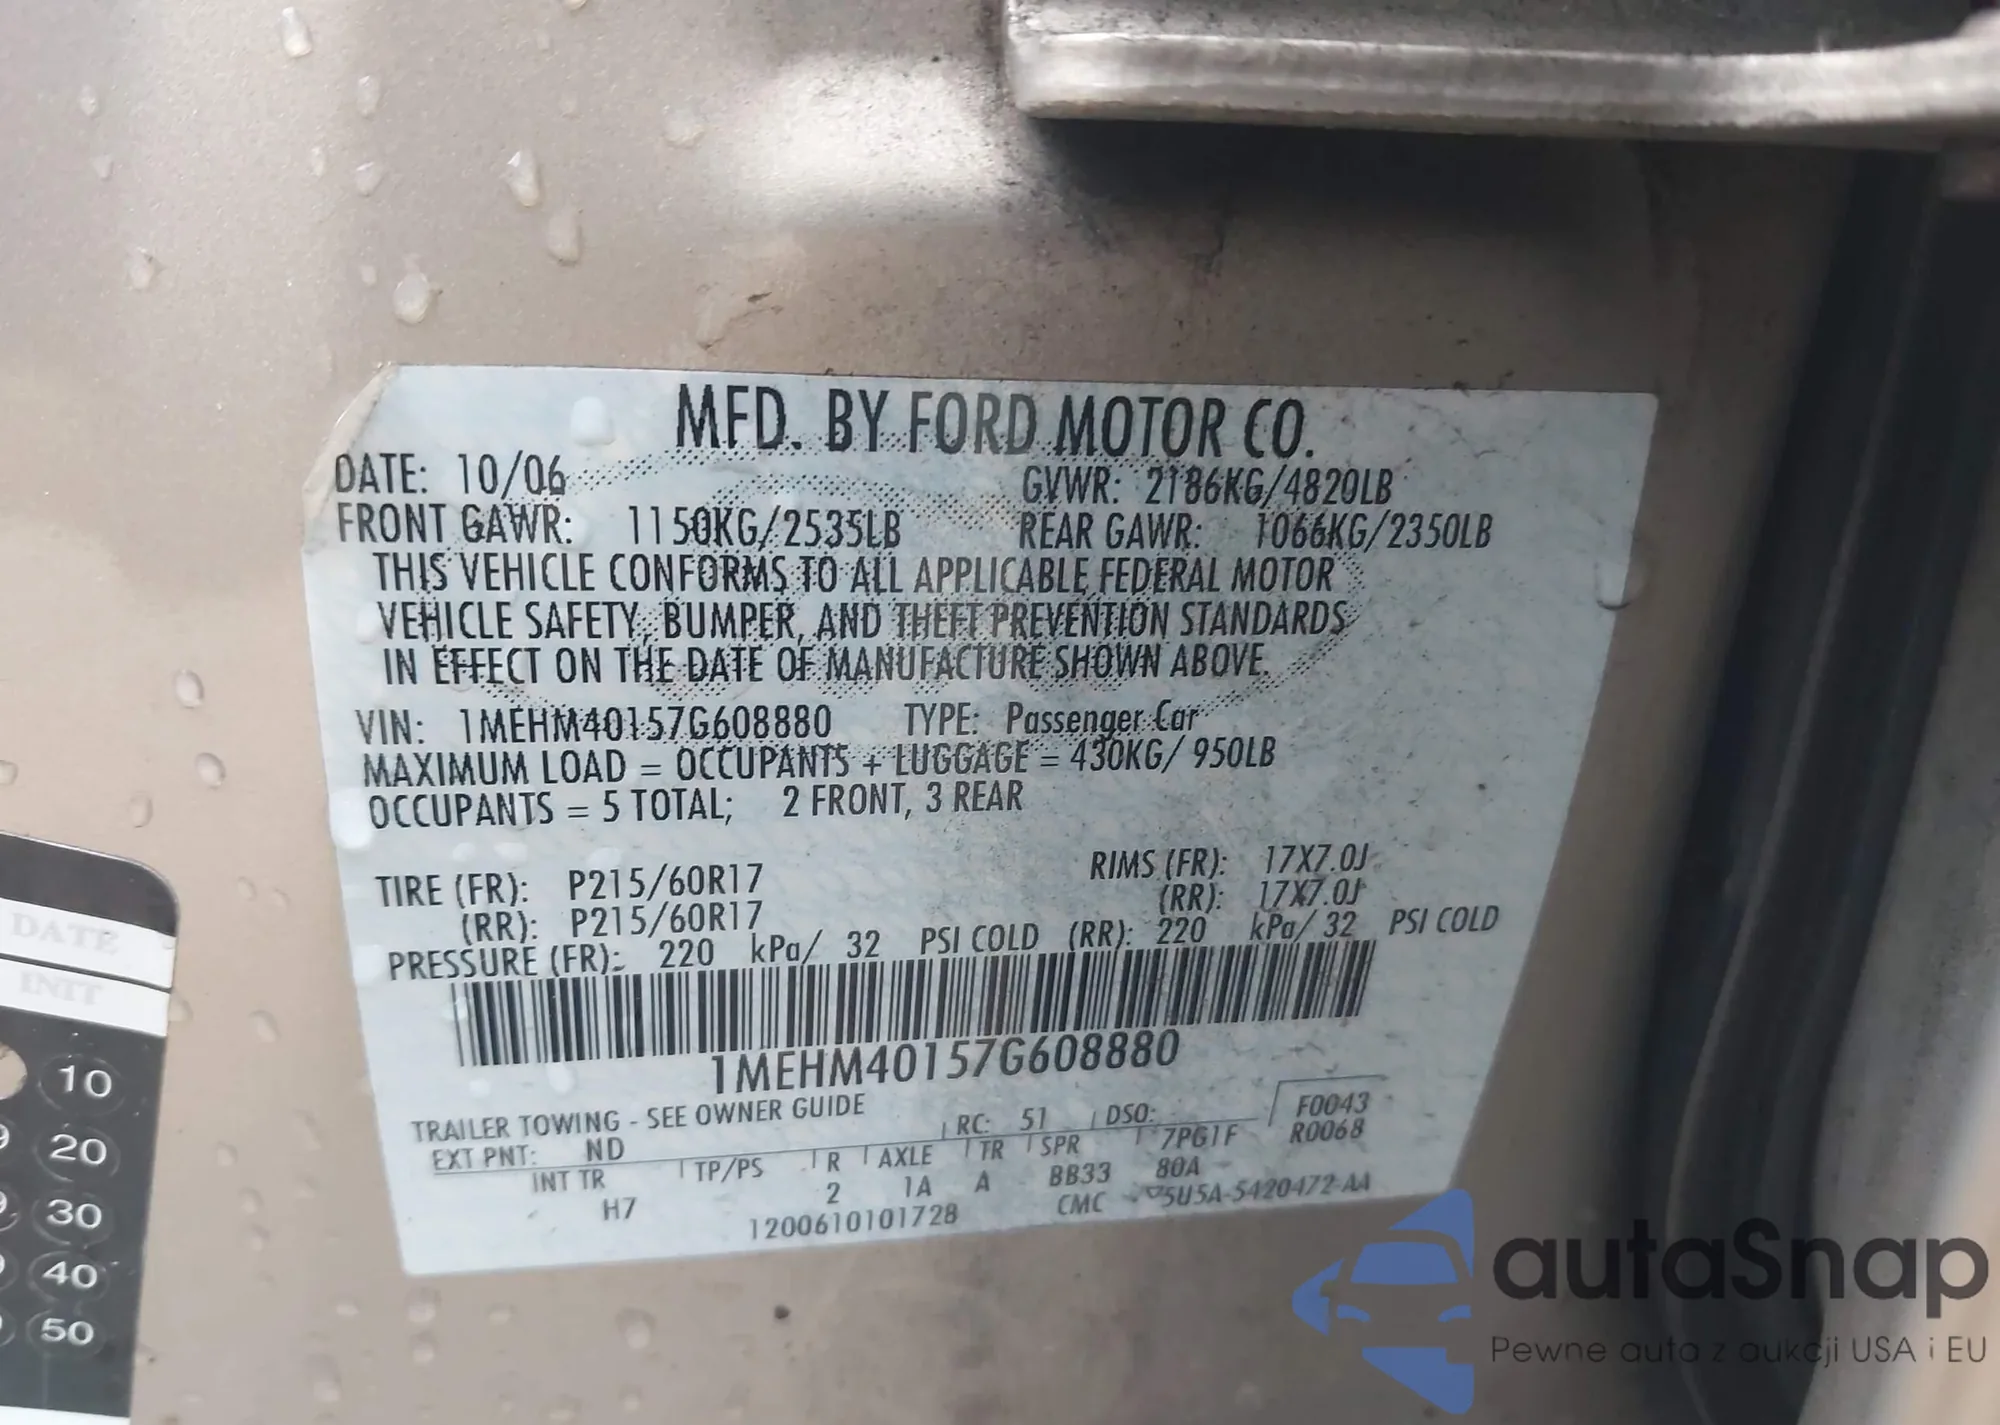 MFD. BY FORD MOTOR CO.
DATE: 10/06 GVWR: 2186KG/4820LB
FRONT GAWR: 1150KG/2535LB REAR GAWR: 1066KG/2350LB
THIS VEHICLE CONFORMS TO ALL APPLICABLE FEDERAL MOTOR
VEHICLE SAFETY, BUMPER, AND THEFT PREVENTION STANDARDS
IN EFFECT ON THE DATE OF MANUFACTURE SHOWN ABOVE.
VIN: 1MEHM40157G608880 TYPE: Passenger Car
MAXIMUM LOAD = OCCUPANTS + LUGGAGE = 430KG/ 950LB
OCCUPANTS = 5 TOTAL; 2 FRONT, 3 REAR
TIRE (FR): P215/60R17 RIMS (FR): 17X7.0J
(RR): P215/60R17 (RR): 17X7.0J
PRESSURE (FR): 220 kPa/ 32 PSI COLD (RR): 220 kPa/ 32 PSI COLD
1MEHM40157G608880
TRAILER TOWING - SEE OWNER GUIDE
EXT PNT: ND RC: 51 DSO: F0043
INT TR TP/PS R AXLE TR SPR 7PG1F R0068
H7 2 1A A BB33 80A
1200610101728 CMC 5U5A-5420472-AA
DATE
INIT
10
20
30
40
50
autaSnap
Pewne auta z aukcji USA i EU